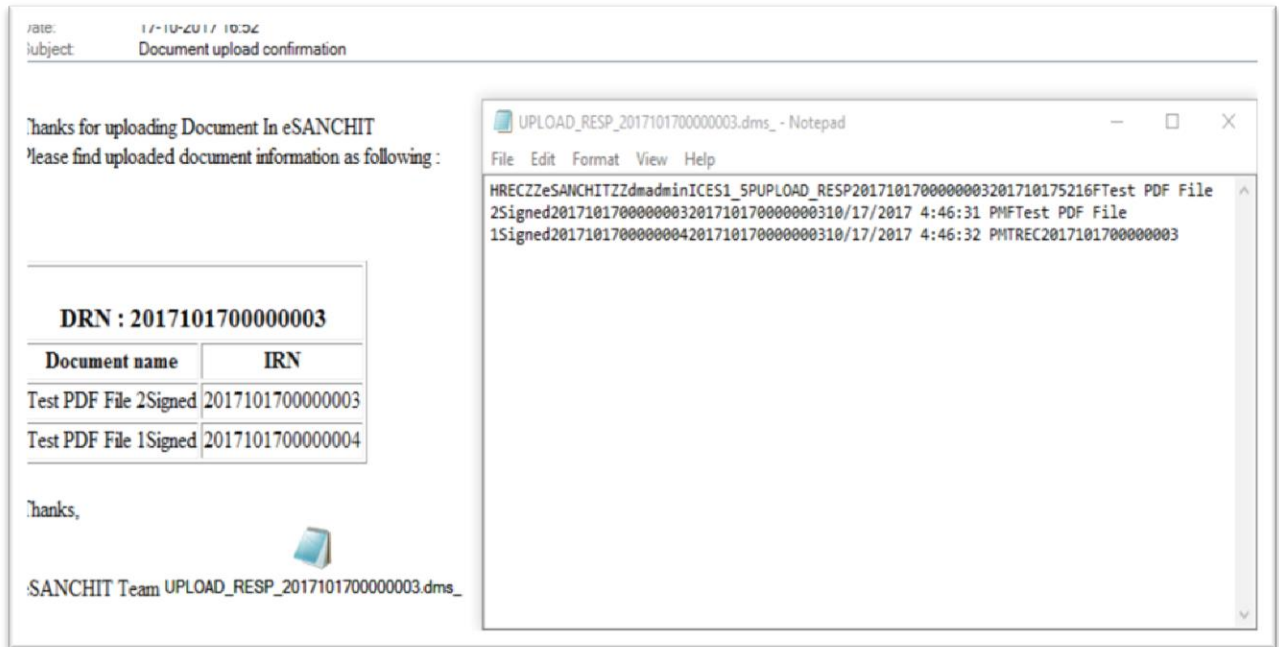 Date: 17-10-2017 16:52
Subject: Document upload confirmation
Thanks for uploading Document In eSANCHIT
Please find uploaded document information as following :
DRN : 2017101700000003
Document name IRN
Test PDF File 2Signed 2017101700000003
Test PDF File 1Signed 2017101700000004
Thanks,
eSANCHIT Team UPLOAD_RESP_2017101700000003.dms_
UPLOAD_RESP_2017101700000003.dms_ - Notepad
File Edit Format View Help
HRECZZeSANCHITZZdmadminICES1_5PUPLOAD_RESP2017101700000003201710175216FTest PDF File
2Signed2017101700000003201710170000000310/17/2017 4:46:31 PMFTest PDF File
1Signed2017101700000004201710170000000310/17/2017 4:46:32 PMTREC2017101700000003